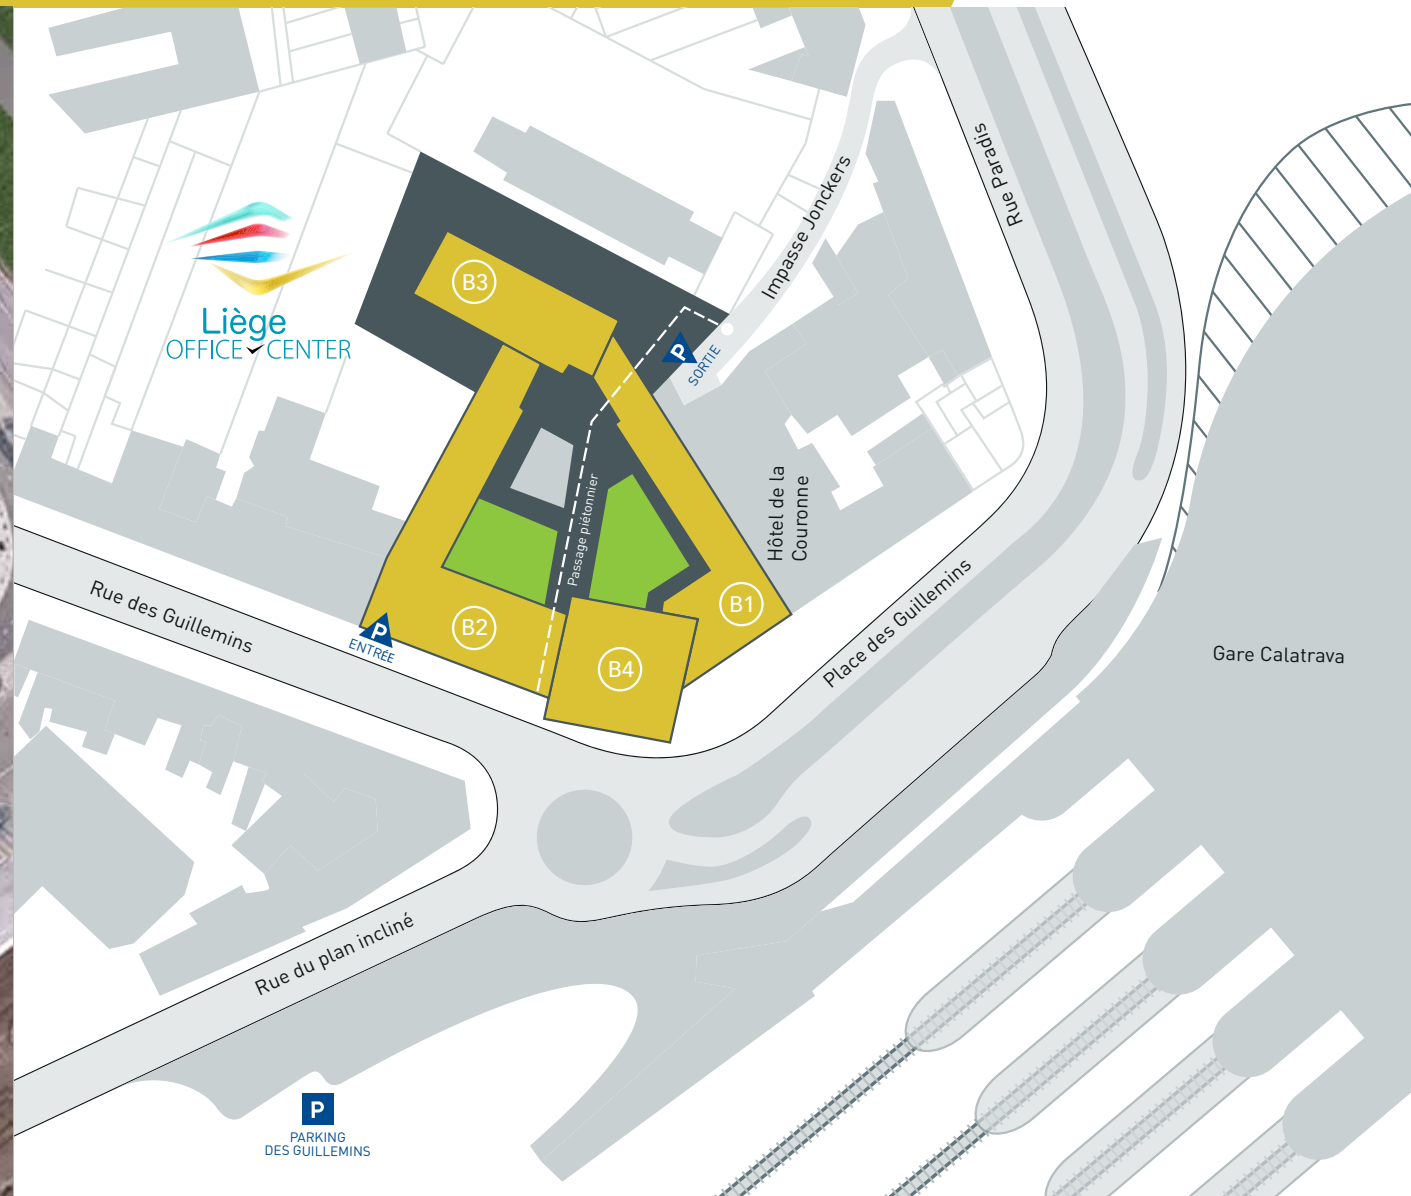 Rue Paradis
Impasse Jonckers
B3
Liège
OFFICE CENTER
P
SORTIE
Passage piétonnier
Hôtel de la
Couronne
Rue des Guillemins
P
ENTRÉE
B2
B1
B4
Place des Guillemins
Gare Calatrava
Rue du plan incliné
P
PARKING
DES GUILLEMINS